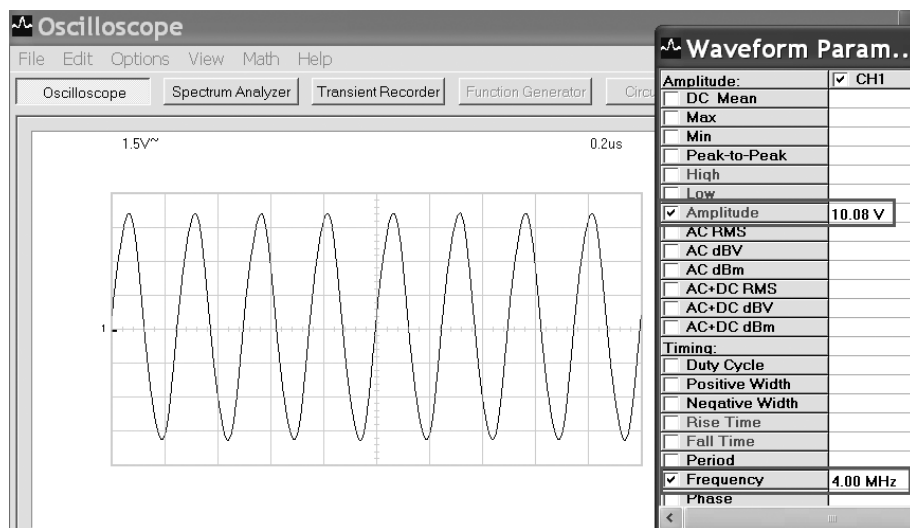 Oscilloscope
File Edit Options View Math Help
Oscilloscope Spectrum Analyzer Transient Recorder Function Generator
1.5V~ 0.2us
1
Waveform Param...
Amplitude: CH1
DC Mean
Max
Min
Peak-to-Peak
High
Low
Amplitude 10.08 V
AC RMS
AC dBV
AC dBm
AC+DC RMS
AC+DC dBV
AC+DC dBm
Timing:
Duty Cycle
Positive Width
Negative Width
Rise Time
Fall Time
Period
Frequency 4.00 MHz
Phase